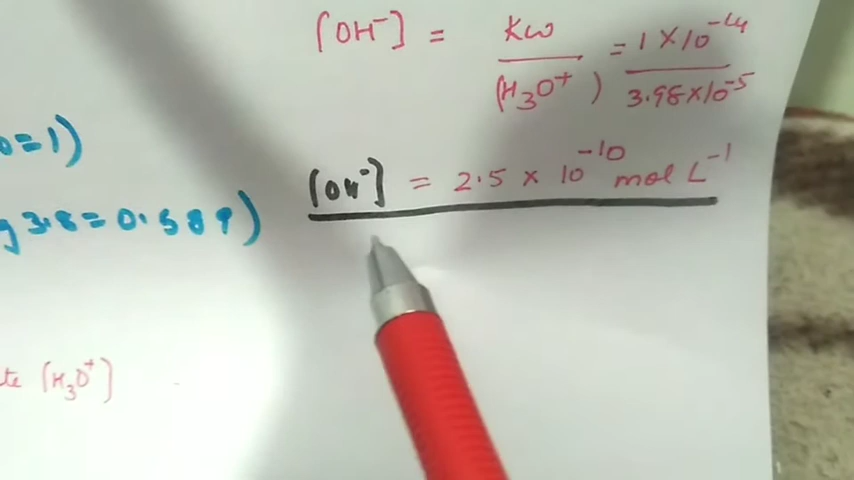 [OH⁻] = Kw / [H₃O⁺) = 1×10⁻¹⁴ / 3.98×10⁻⁵
=1)
[OH⁻] = 2.5 × 10⁻¹⁰ mol L⁻¹
g 3.8 = 0.589)
te [H₃O⁺]